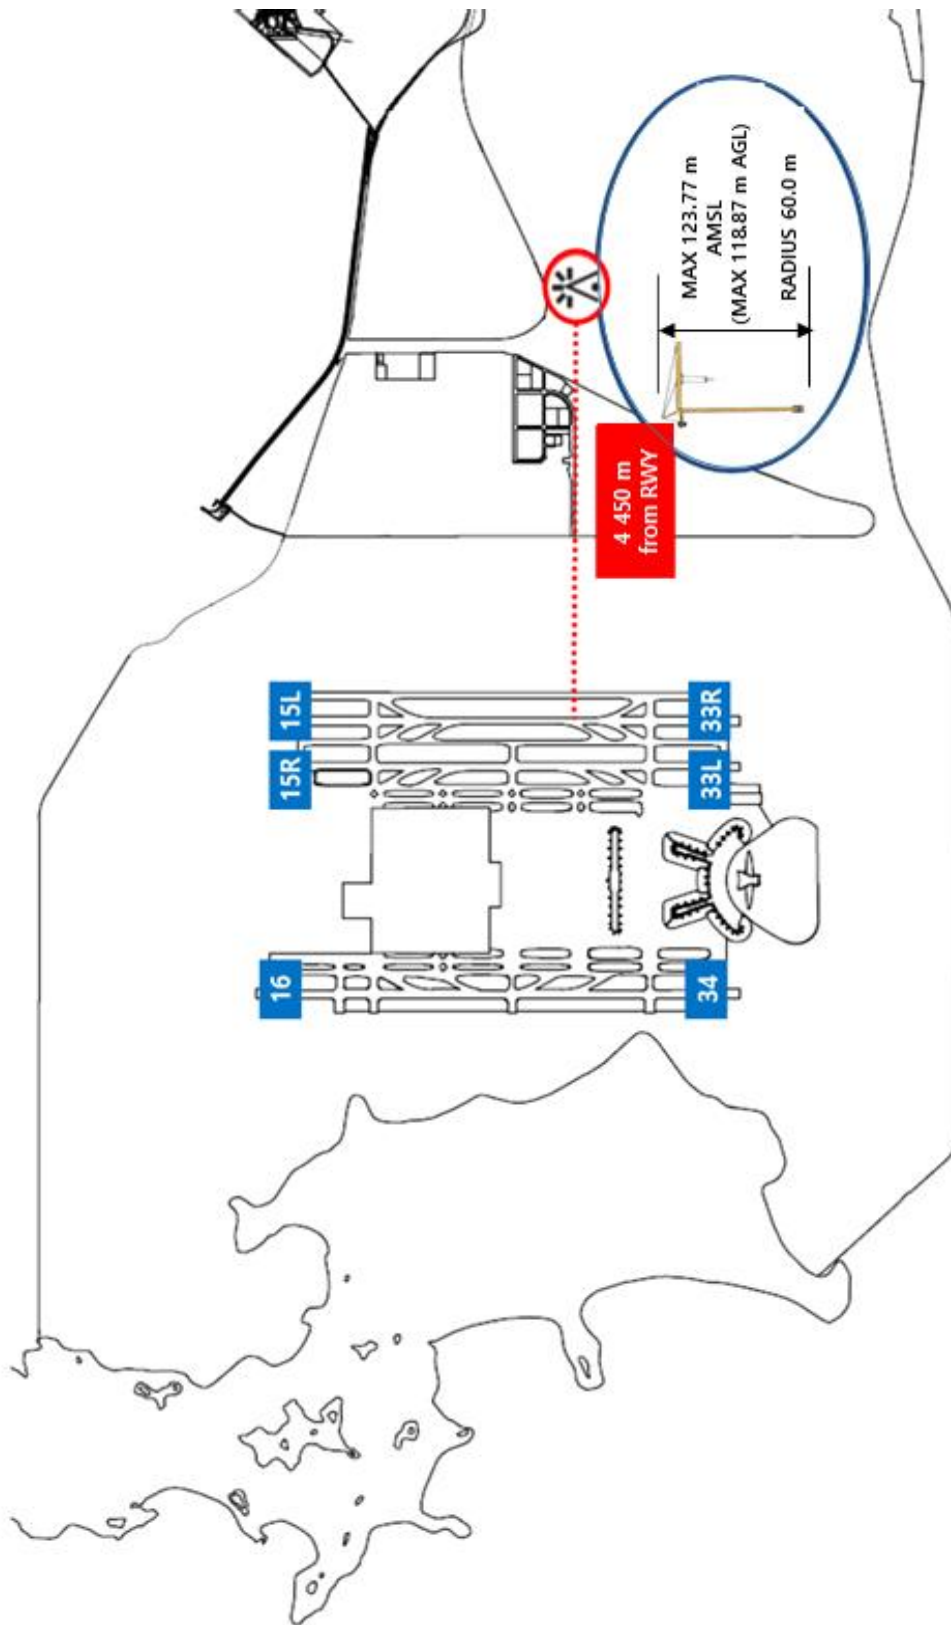 MAX 123.77 m
AMSL
(MAX 118.87 m AGL)
RADIUS 60.0 m
4 450 m
from RWY
15L
15R
33R
33L
16
34